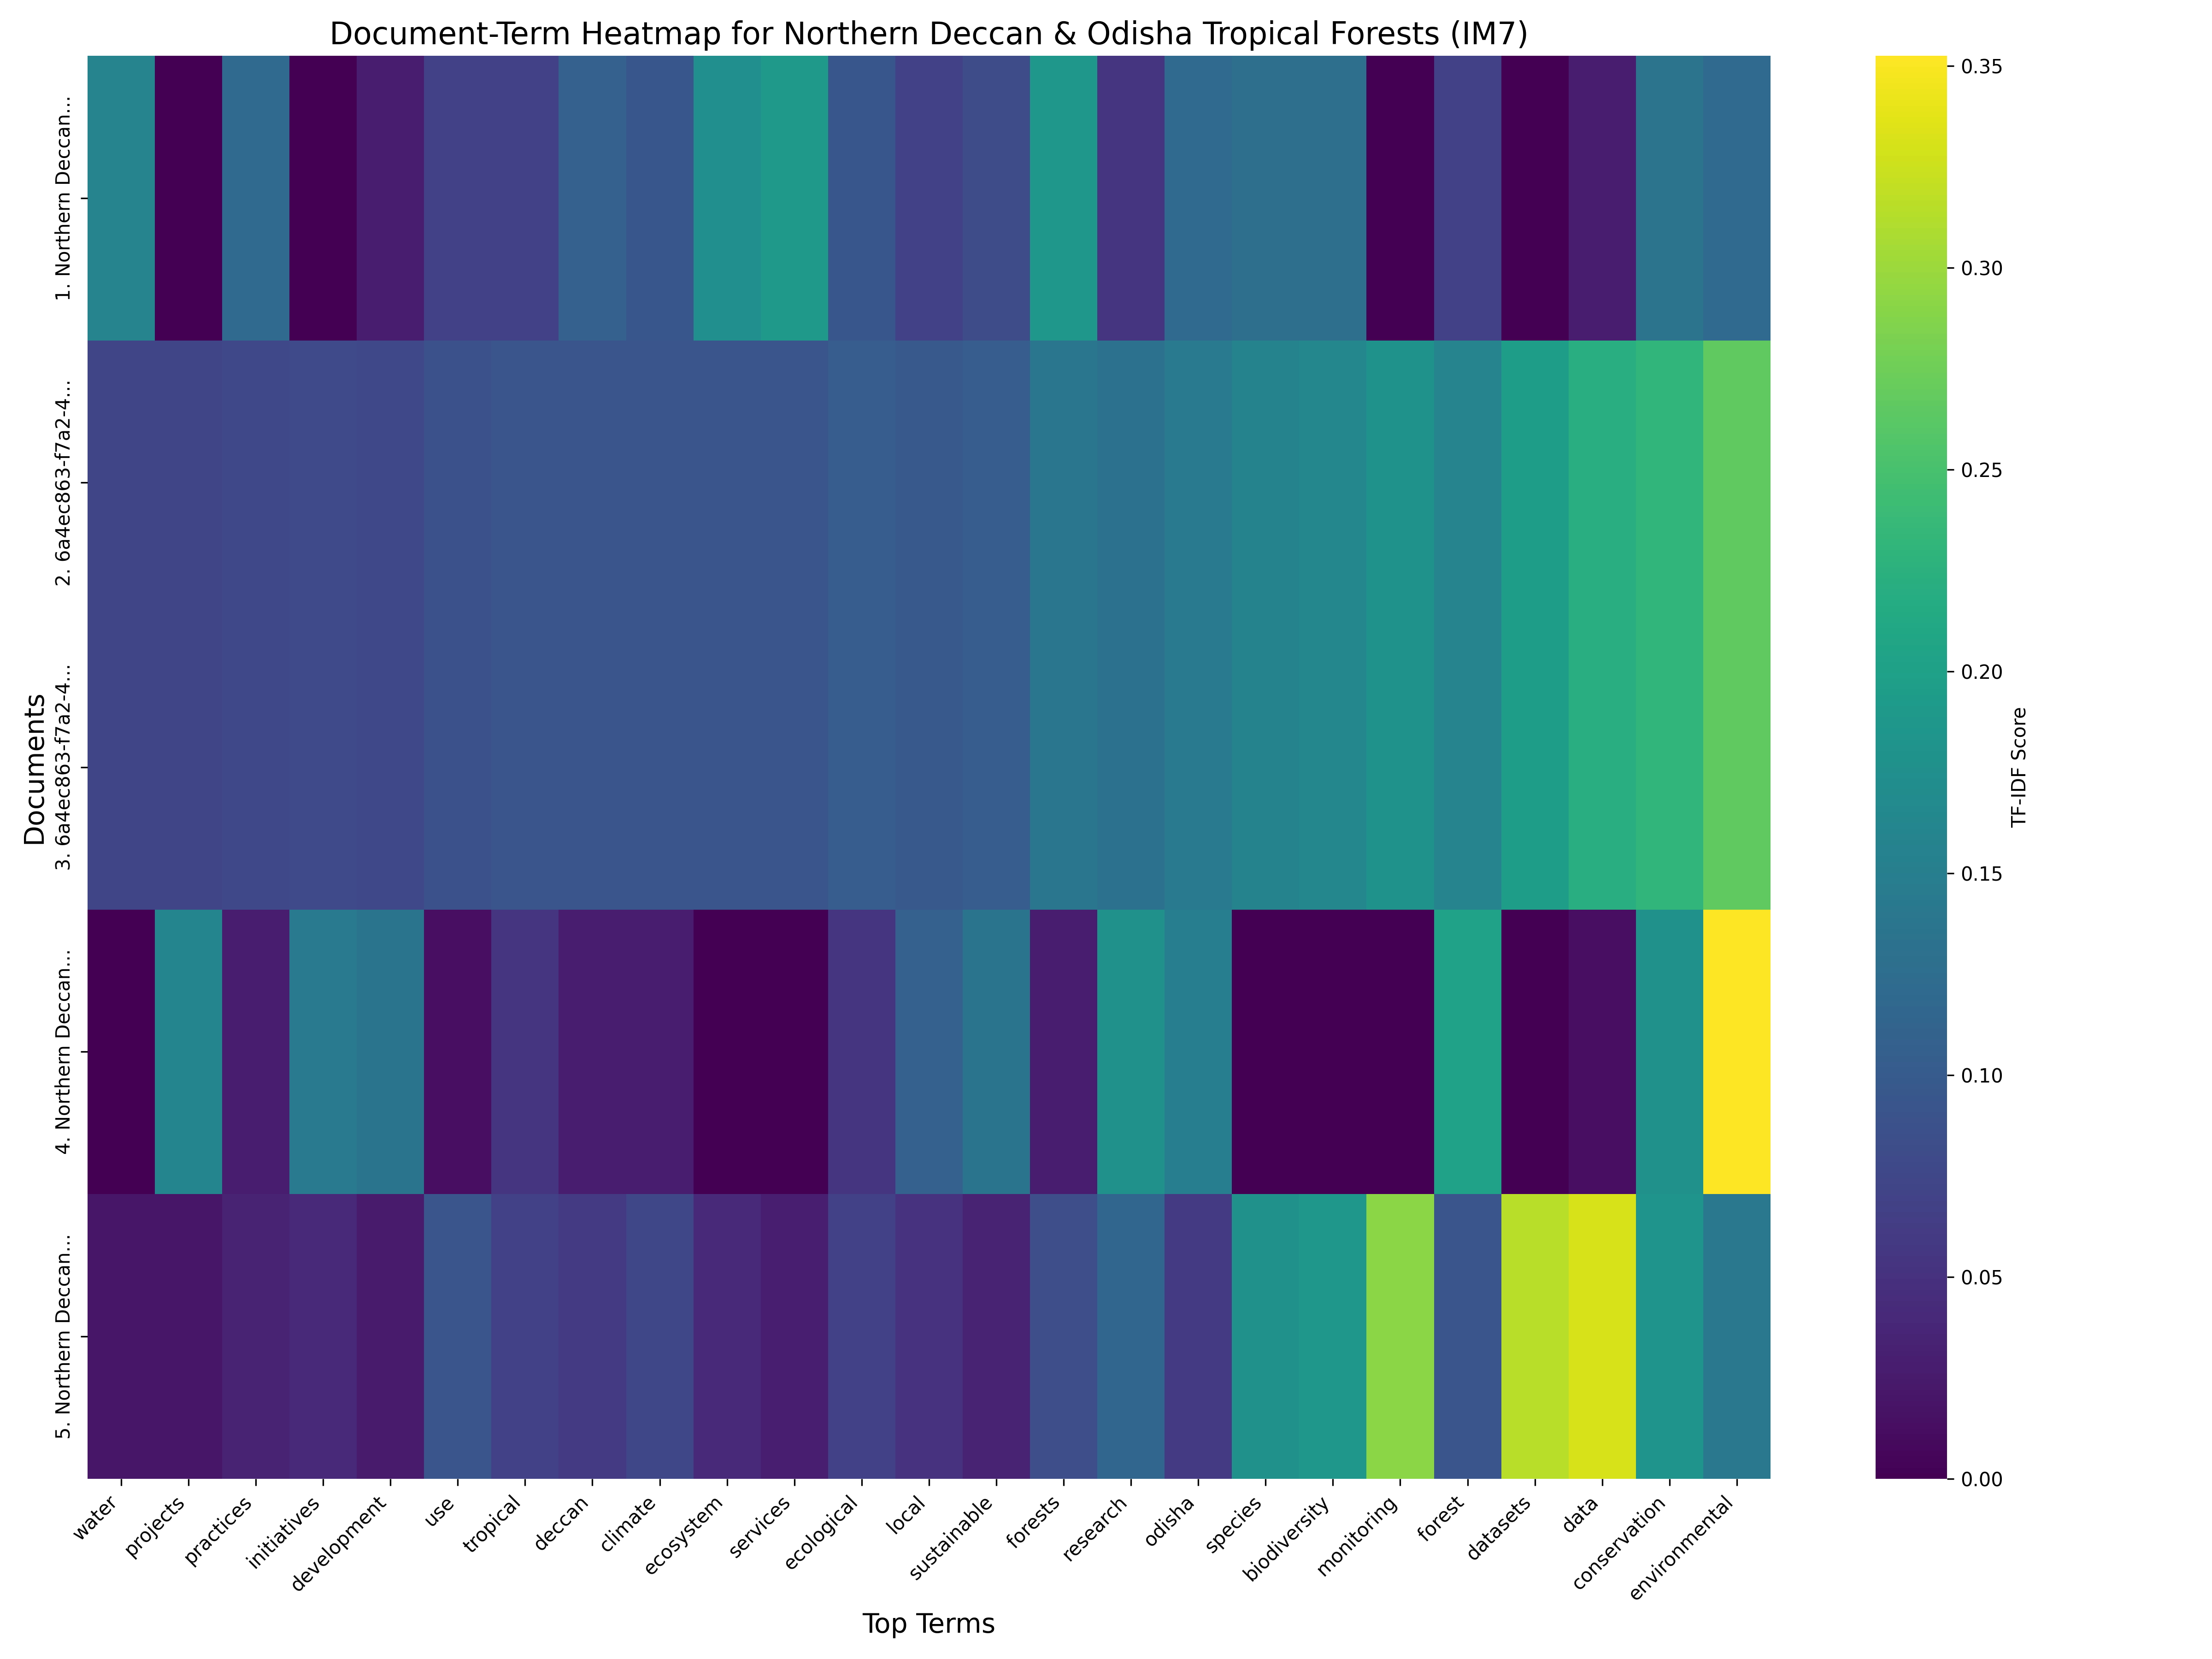 Document-Term Heatmap for Northern Deccan & Odisha Tropical Forests (IM7)
Documents
1. Northern Deccan...
2. 6a4ec863-f7a2-4...
3. 6a4ec863-f7a2-4...
4. Northern Deccan...
5. Northern Deccan...
water
projects
practices
initiatives
development
use
tropical
deccan
climate
ecosystem
services
ecological
local
sustainable
forests
research
odisha
species
biodiversity
monitoring
forest
datasets
data
conservation
environmental
Top Terms
0.35
0.30
0.25
0.20
0.15
0.10
0.05
0.00
TF-IDF Score